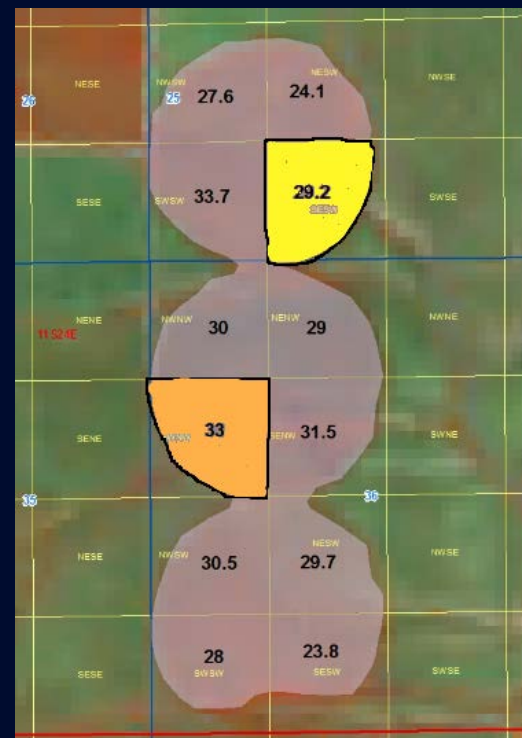 NESW
NWSW
24.1
NWSE
NESE
27.6
25
26
33.7
29.2
SESE
SWSW
SESW
SWSE
NENE
NWNW
30
NENW
29
NWNE
11S24E
33
31.5
SENE
SENW
SWNE
35
36
NESW
NESE
NWSW
30.5
29.7
NWSE
28
23.8
SESE
SWSW
SESW
SWSE